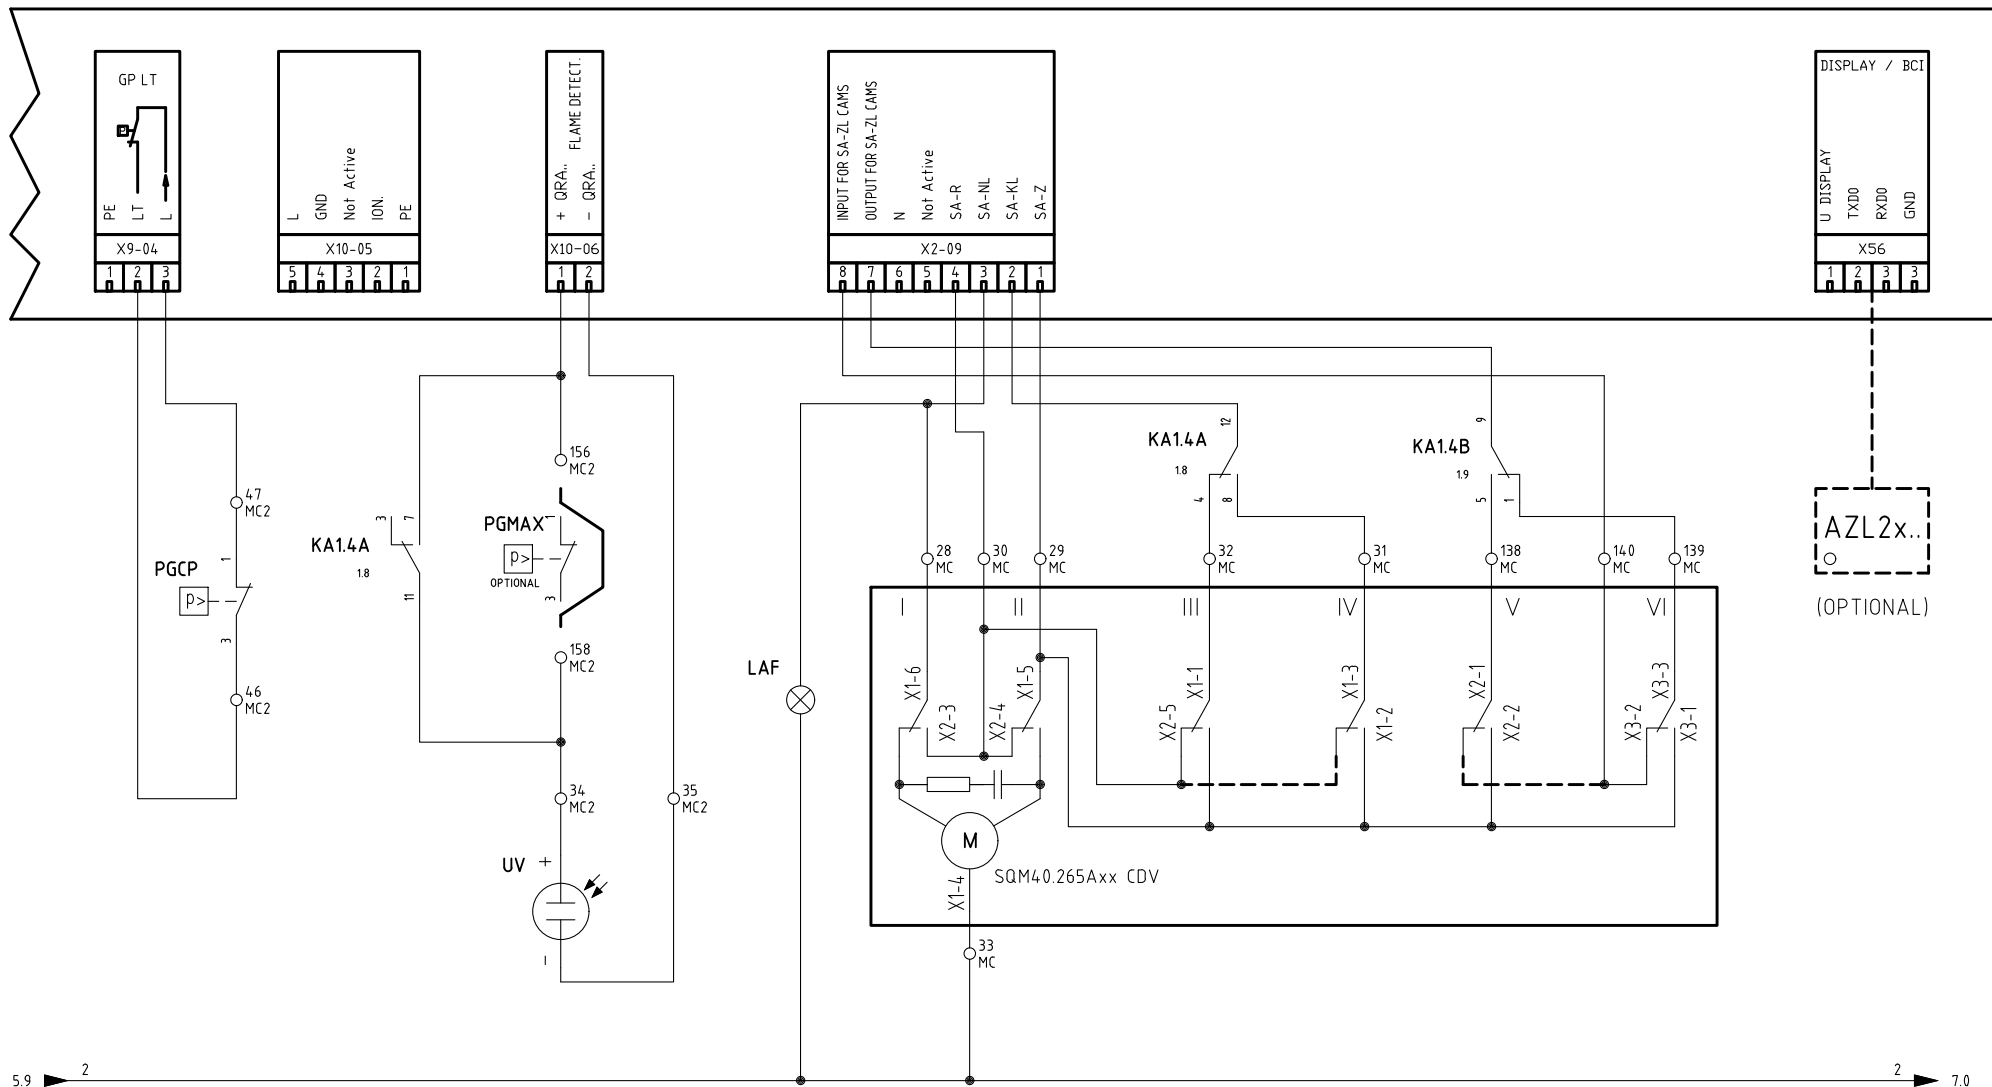 GP LT
PE
LT
L
X9-04
1 2 3
L
GND
Not Active
ION.
PE
X10-05
5 4 3 2 1
+ QRA..
- QRA..
FLAME DETECT.
X10-06
1 2
INPUT FOR SA-ZL CAMS
OUTPUT FOR SA-ZL CAMS
N
Not Active
SA-R
SA-NL
SA-KL
SA-Z
X2-09
8 7 6 5 4 3 2 1
DISPLAY / BCI
U DISPLAY
TXD0
RXD0
GND
X56
1 2 3 3
47
MC2
PGCP
1
P>
3
46
MC2
KA1.4A
1.8
3
7
11
156
MC2
PGMAX
1
P>
OPTIONAL
3
158
MC2
34
MC2
35
MC2
UV
+
-
LAF
KA1.4A
1.8
12
4
8
KA1.4B
1.9
9
5
1
28
MC
30
MC
29
MC
32
MC
31
MC
138
MC
140
MC
139
MC
I
II
III
IV
V
VI
X1-6
X2-3
X1-5
X2-4
X1-1
X2-5
X1-3
X1-2
X2-1
X2-2
X3-3
X3-2
X3-1
M
SQM40.265Axx CDV
X1-4
33
MC
AZL2x..
(OPTIONAL)
5.9
2
2
7.0